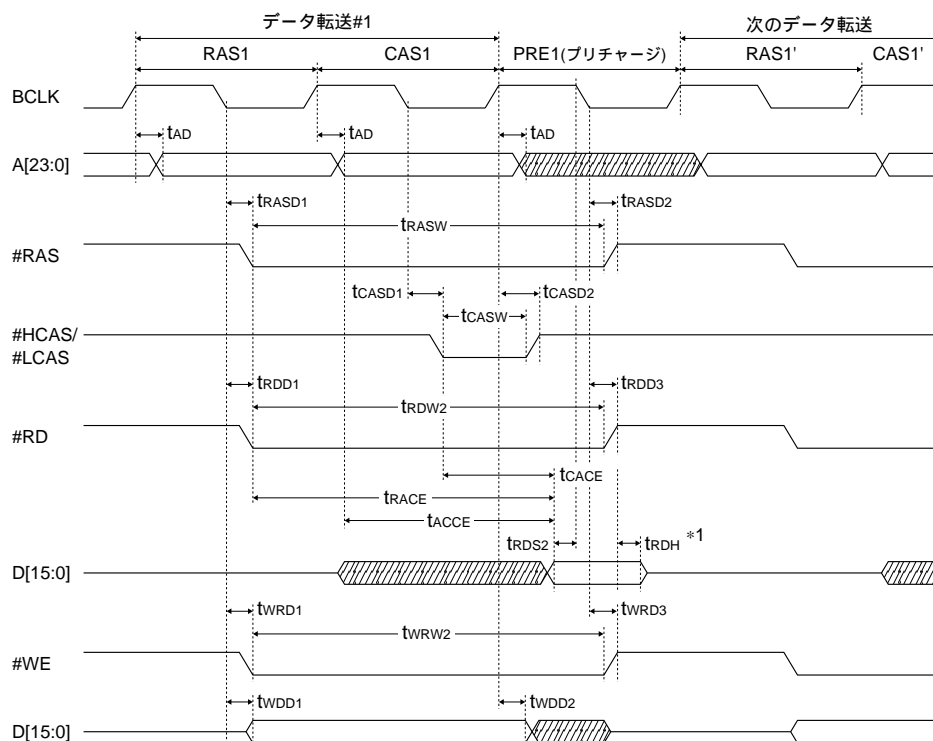 データ転送#1
次のデータ転送
RAS1
CAS1
PRE1(プリチャージ)
RAS1'
CAS1'
BCLK
tAD
tAD
tAD
A[23:0]
tRASD1
tRASD2
tRASW
#RAS
tCASD1
tCASD2
tCASW
#HCAS/
#LCAS
tRDD1
tRDD3
tRDW2
#RD
tCACE
tRACE
tACCE
tRDS2
tRDH *1
D[15:0]
tWRD1
tWRD3
tWRW2
#WE
tWDD1
tWDD2
D[15:0]